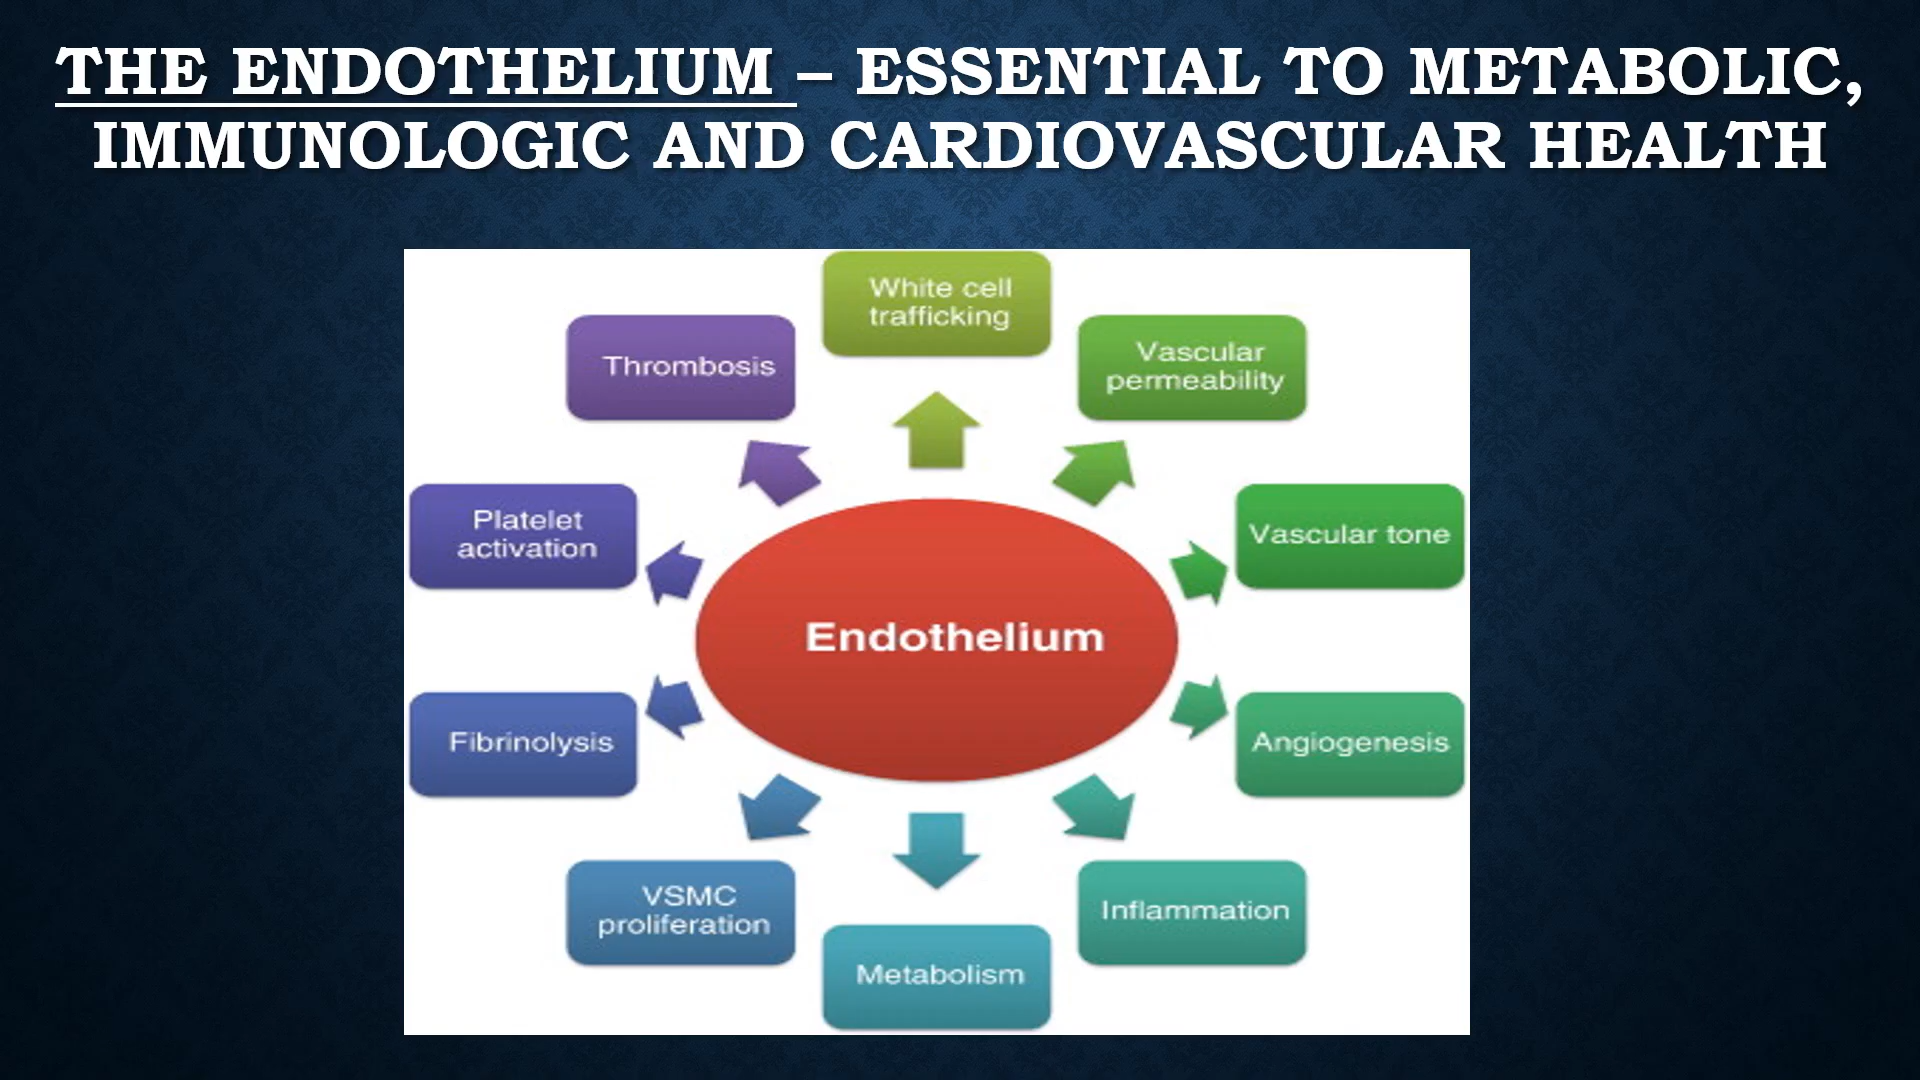 THE ENDOTHELIUM – ESSENTIAL TO METABOLIC,
IMMUNOLOGIC AND CARDIOVASCULAR HEALTH
White cell
trafficking
Thrombosis
Vascular
permeability
Platelet
activation
Vascular tone
Endothelium
Fibrinolysis
Angiogenesis
VSMC
proliferation
Inflammation
Metabolism